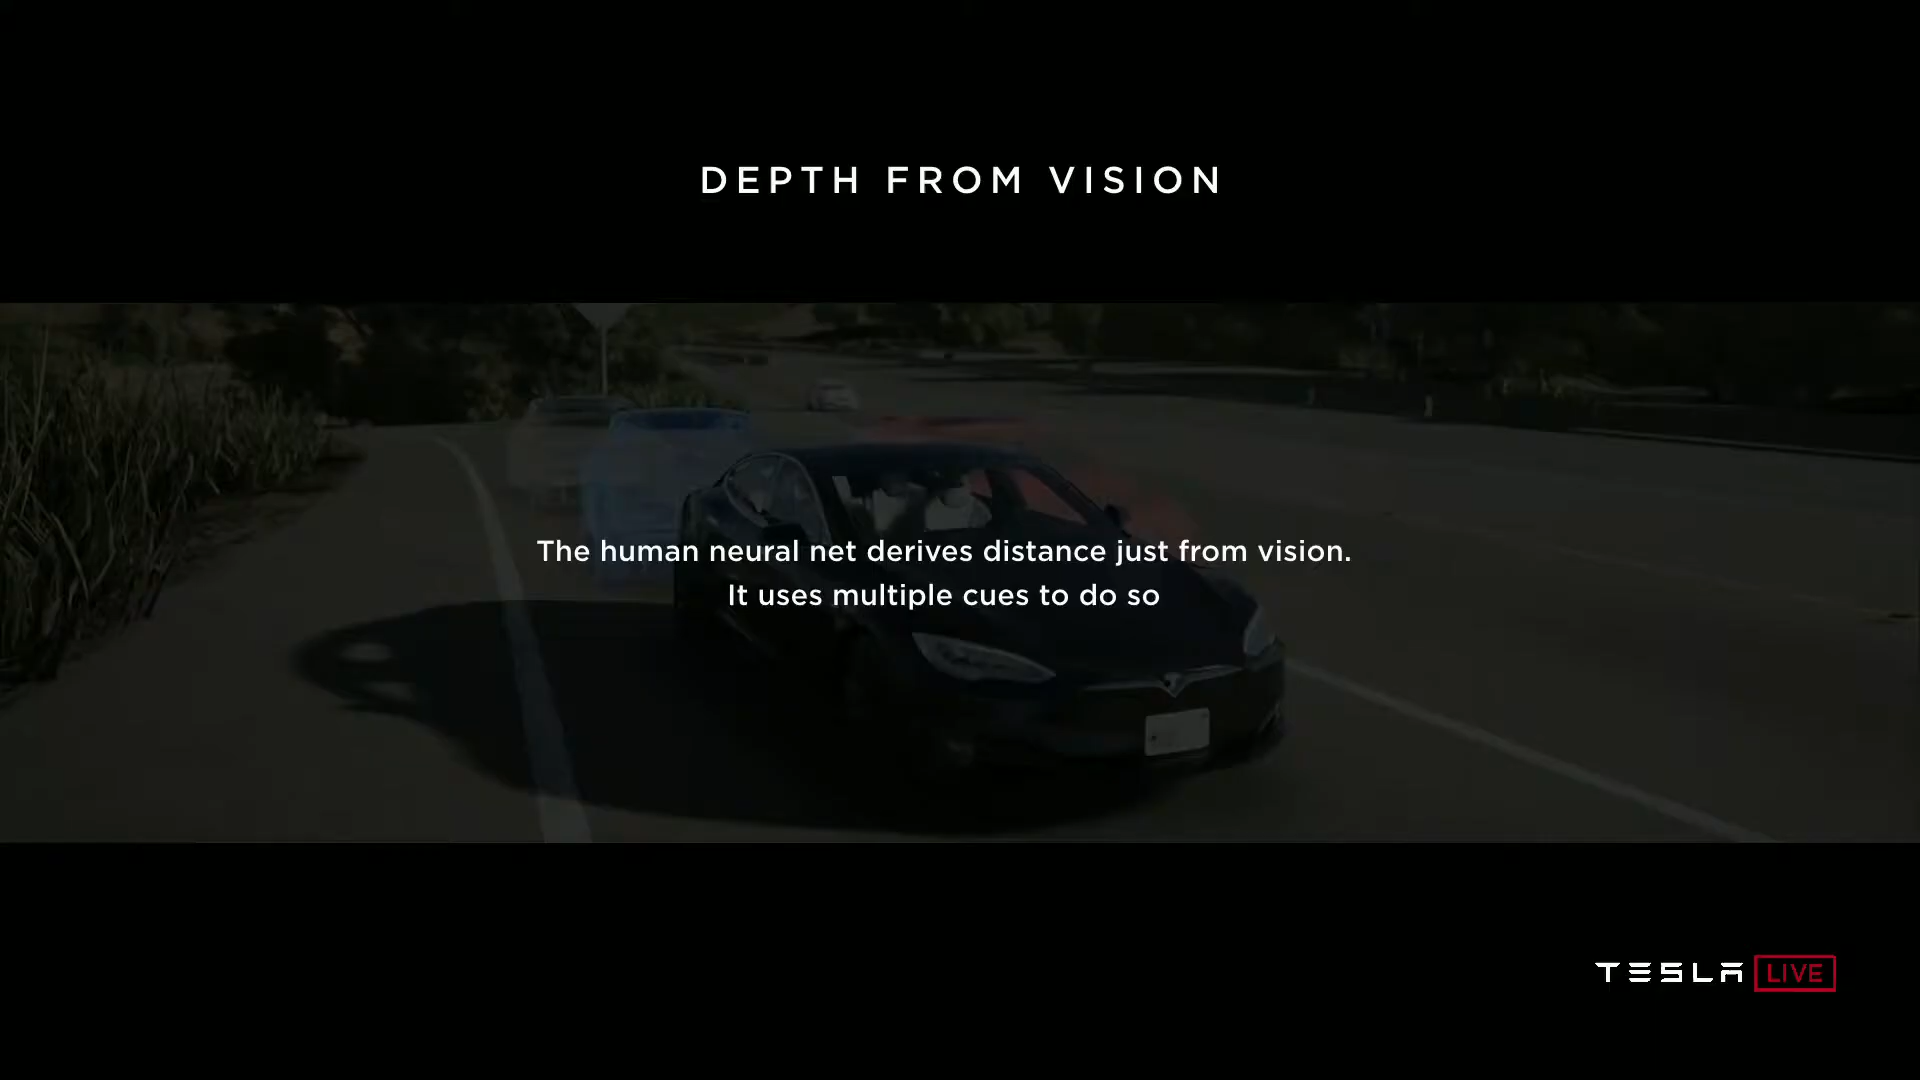 DEPTH FROM VISION
The human neural net derives distance just from vision.
It uses multiple cues to do so
TESLA LIVE